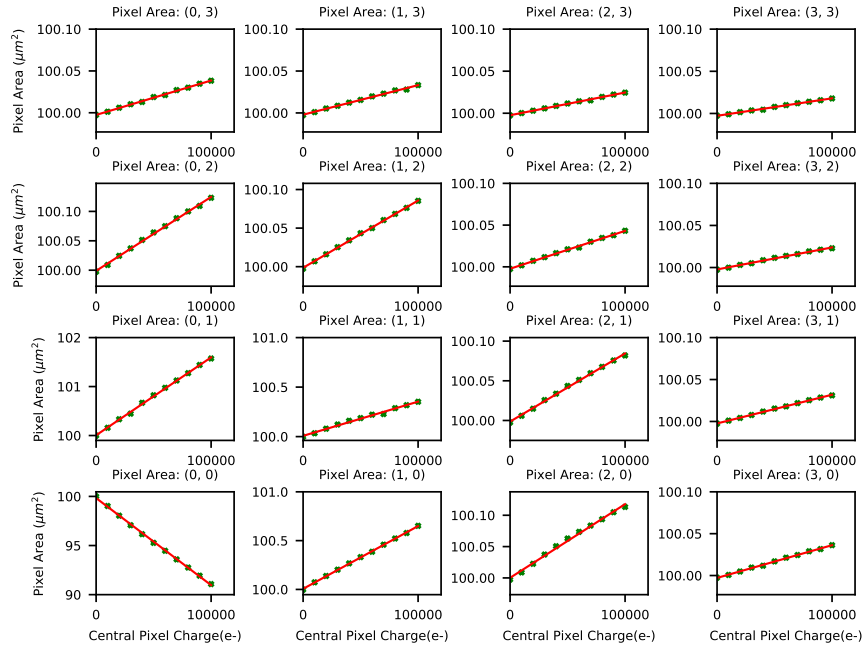 Pixel Area: (0, 3) Pixel Area: (1, 3) Pixel Area: (2, 3) Pixel Area: (3, 3)
100.10 100.10 100.10 100.10
100.05 100.05 100.05 100.05
100.00 100.00 100.00 100.00
Pixel Area (μm²)
0 100000 0 100000 0 100000 0 100000
Pixel Area: (0, 2) Pixel Area: (1, 2) Pixel Area: (2, 2) Pixel Area: (3, 2)
100.10 100.10 100.10 100.10
100.05 100.05 100.05 100.05
100.00 100.00 100.00 100.00
Pixel Area (μm²)
0 100000 0 100000 0 100000 0 100000
Pixel Area: (0, 1) Pixel Area: (1, 1) Pixel Area: (2, 1) Pixel Area: (3, 1)
102 101.0 100.10 100.10
101 100.5 100.05 100.05
100 100.0 100.00 100.00
Pixel Area (μm²)
0 100000 0 100000 0 100000 0 100000
Pixel Area: (0, 0) Pixel Area: (1, 0) Pixel Area: (2, 0) Pixel Area: (3, 0)
100 101.0 100.10 100.10
95 100.5 100.05 100.05
90 100.0 100.00 100.00
Pixel Area (μm²)
0 100000 0 100000 0 100000 0 100000
Central Pixel Charge(e-) Central Pixel Charge(e-) Central Pixel Charge(e-) Central Pixel Charge(e-)